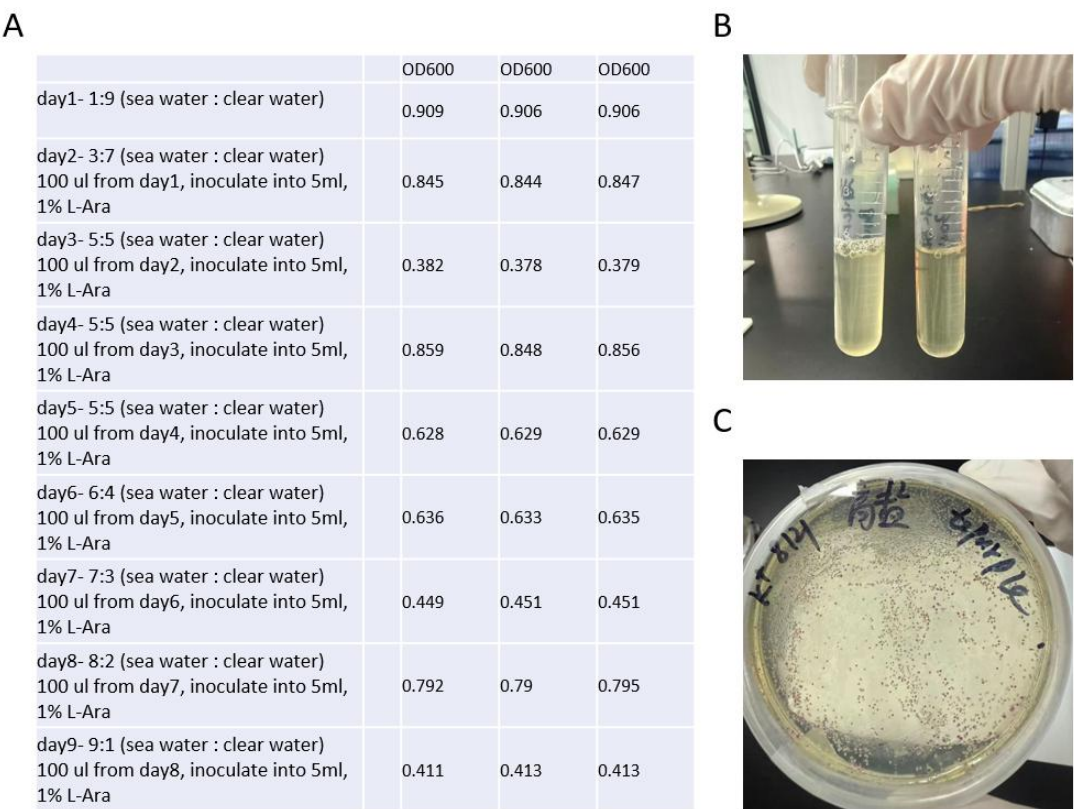 A
OD600 OD600 OD600
day1- 1:9 (sea water : clear water)
0.909 0.906 0.906
day2- 3:7 (sea water : clear water)
100 ul from day1, inoculate into 5ml,
1% L-Ara
0.845 0.844 0.847
day3- 5:5 (sea water : clear water)
100 ul from day2, inoculate into 5ml,
1% L-Ara
0.382 0.378 0.379
day4- 5:5 (sea water : clear water)
100 ul from day3, inoculate into 5ml,
1% L-Ara
0.859 0.848 0.856
day5- 5:5 (sea water : clear water)
100 ul from day4, inoculate into 5ml,
1% L-Ara
0.628 0.629 0.629
day6- 6:4 (sea water : clear water)
100 ul from day5, inoculate into 5ml,
1% L-Ara
0.636 0.633 0.635
day7- 7:3 (sea water : clear water)
100 ul from day6, inoculate into 5ml,
1% L-Ara
0.449 0.451 0.451
day8- 8:2 (sea water : clear water)
100 ul from day7, inoculate into 5ml,
1% L-Ara
0.792 0.79 0.795
day9- 9:1 (sea water : clear water)
100 ul from day8, inoculate into 5ml,
1% L-Ara
0.411 0.413 0.413
B
C
高盐